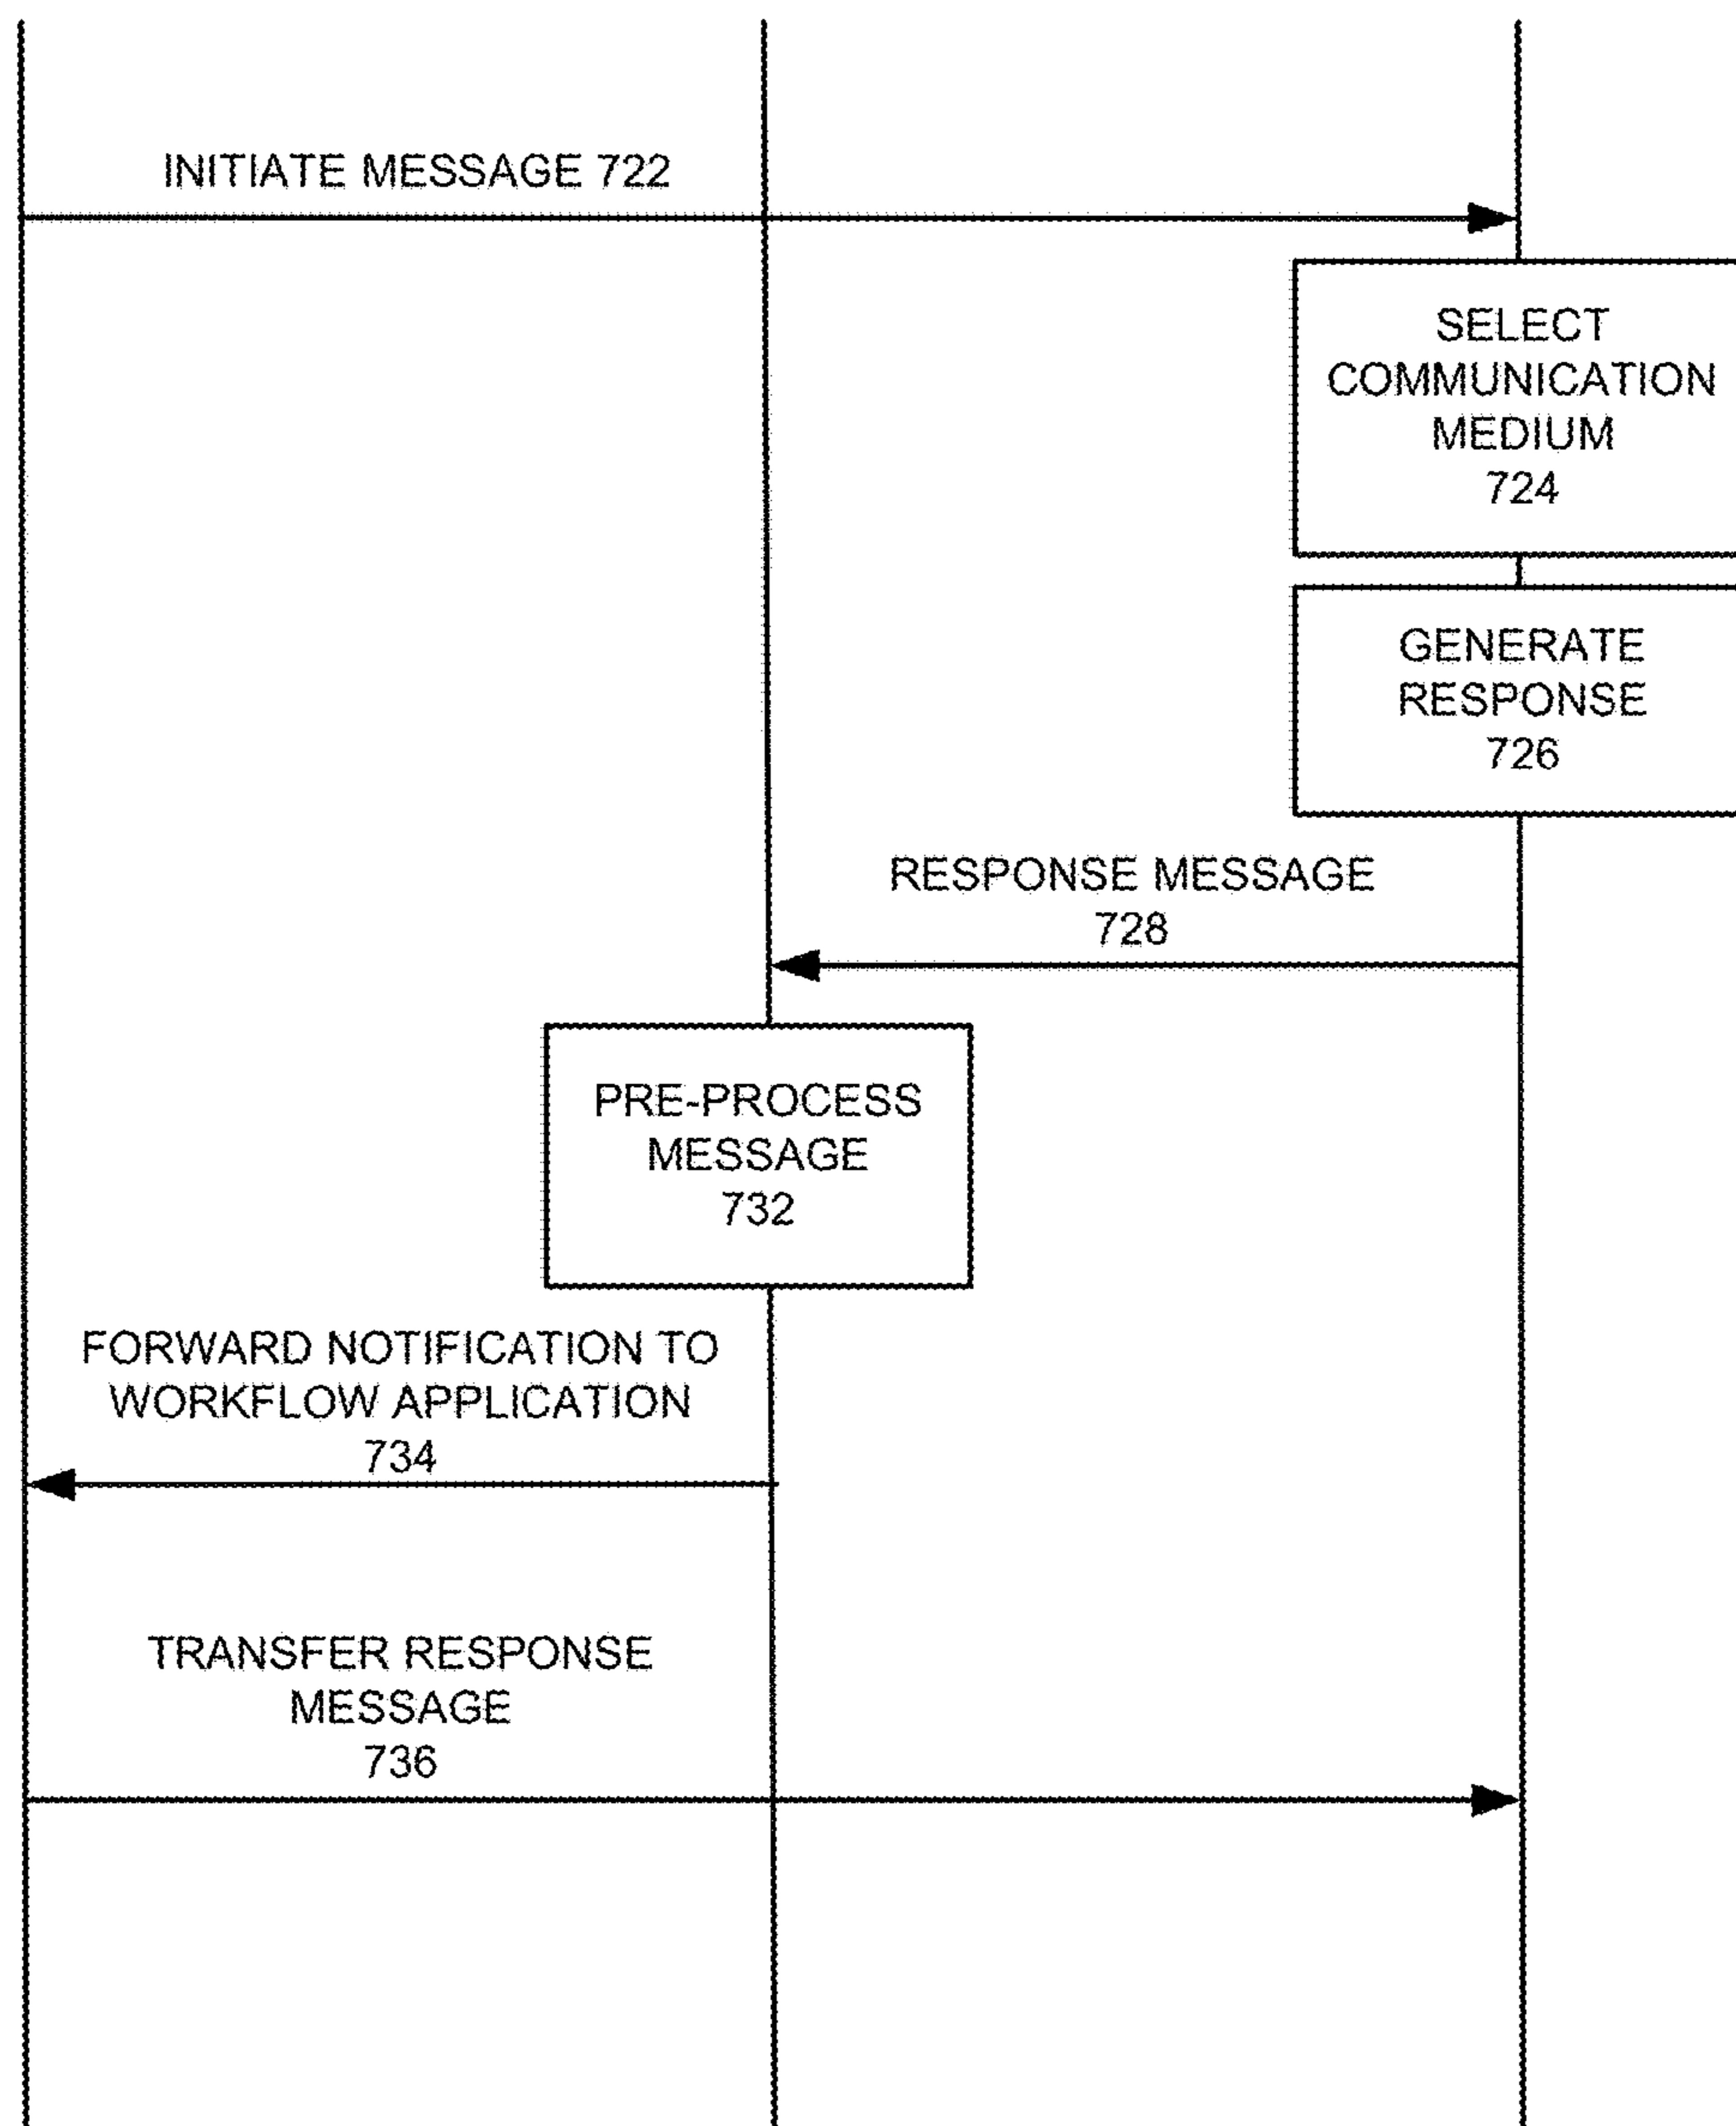 INITIATE MESSAGE 722
SELECT
COMMUNICATION
MEDIUM
724
GENERATE
RESPONSE
726
RESPONSE MESSAGE
728
PRE-PROCESS
MESSAGE
732
FORWARD NOTIFICATION TO
WORKFLOW APPLICATION
734
TRANSFER RESPONSE
MESSAGE
736